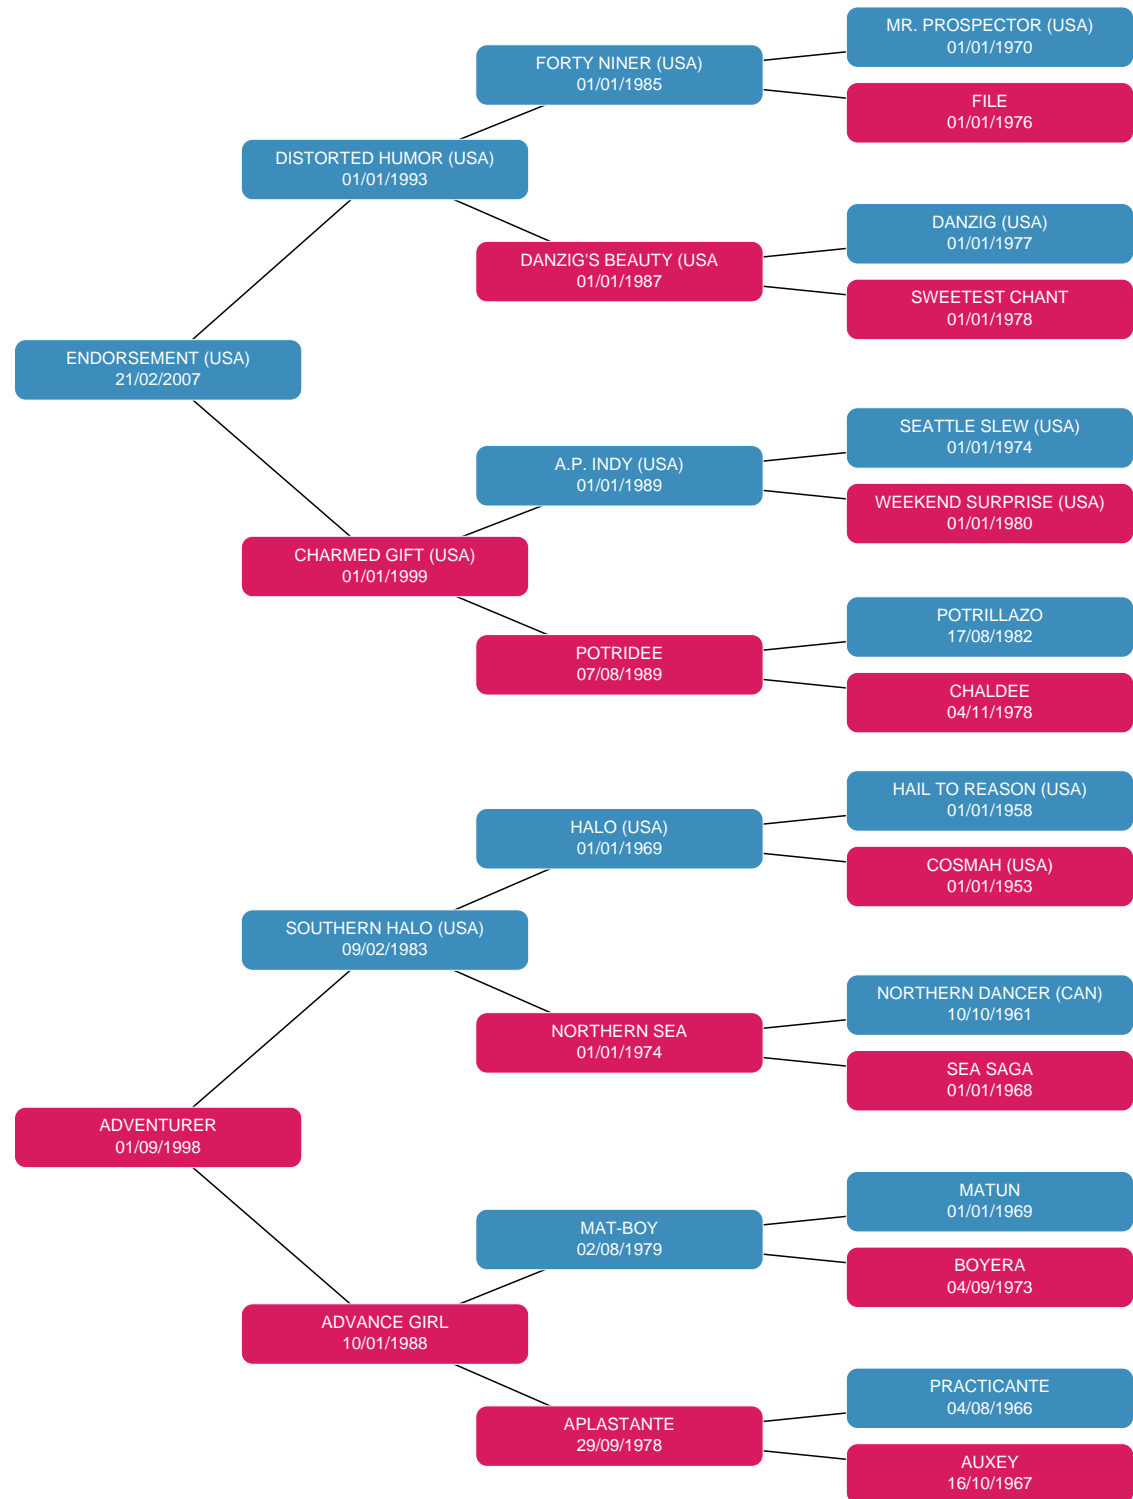 MR. PROSPECTOR (USA)
01/01/1970
FORTY NINER (USA)
01/01/1985
FILE
01/01/1976
DISTORTED HUMOR (USA)
01/01/1993
DANZIG (USA)
01/01/1977
DANZIG'S BEAUTY (USA
01/01/1987
SWEETEST CHANT
01/01/1978
ENDORSEMENT (USA)
21/02/2007
SEATTLE SLEW (USA)
01/01/1974
A.P. INDY (USA)
01/01/1989
WEEKEND SURPRISE (USA)
01/01/1980
CHARMED GIFT (USA)
01/01/1999
POTRILLAZO
17/08/1982
POTRIDEE
07/08/1989
CHALDEE
04/11/1978
HAIL TO REASON (USA)
01/01/1958
HALO (USA)
01/01/1969
COSMAH (USA)
01/01/1953
SOUTHERN HALO (USA)
09/02/1983
NORTHERN DANCER (CAN)
10/10/1961
NORTHERN SEA
01/01/1974
SEA SAGA
01/01/1968
ADVENTURER
01/09/1998
MATUN
01/01/1969
MAT-BOY
02/08/1979
BOYERA
04/09/1973
ADVANCE GIRL
10/01/1988
PRACTICANTE
04/08/1966
APLASTANTE
29/09/1978
AUXEY
16/10/1967